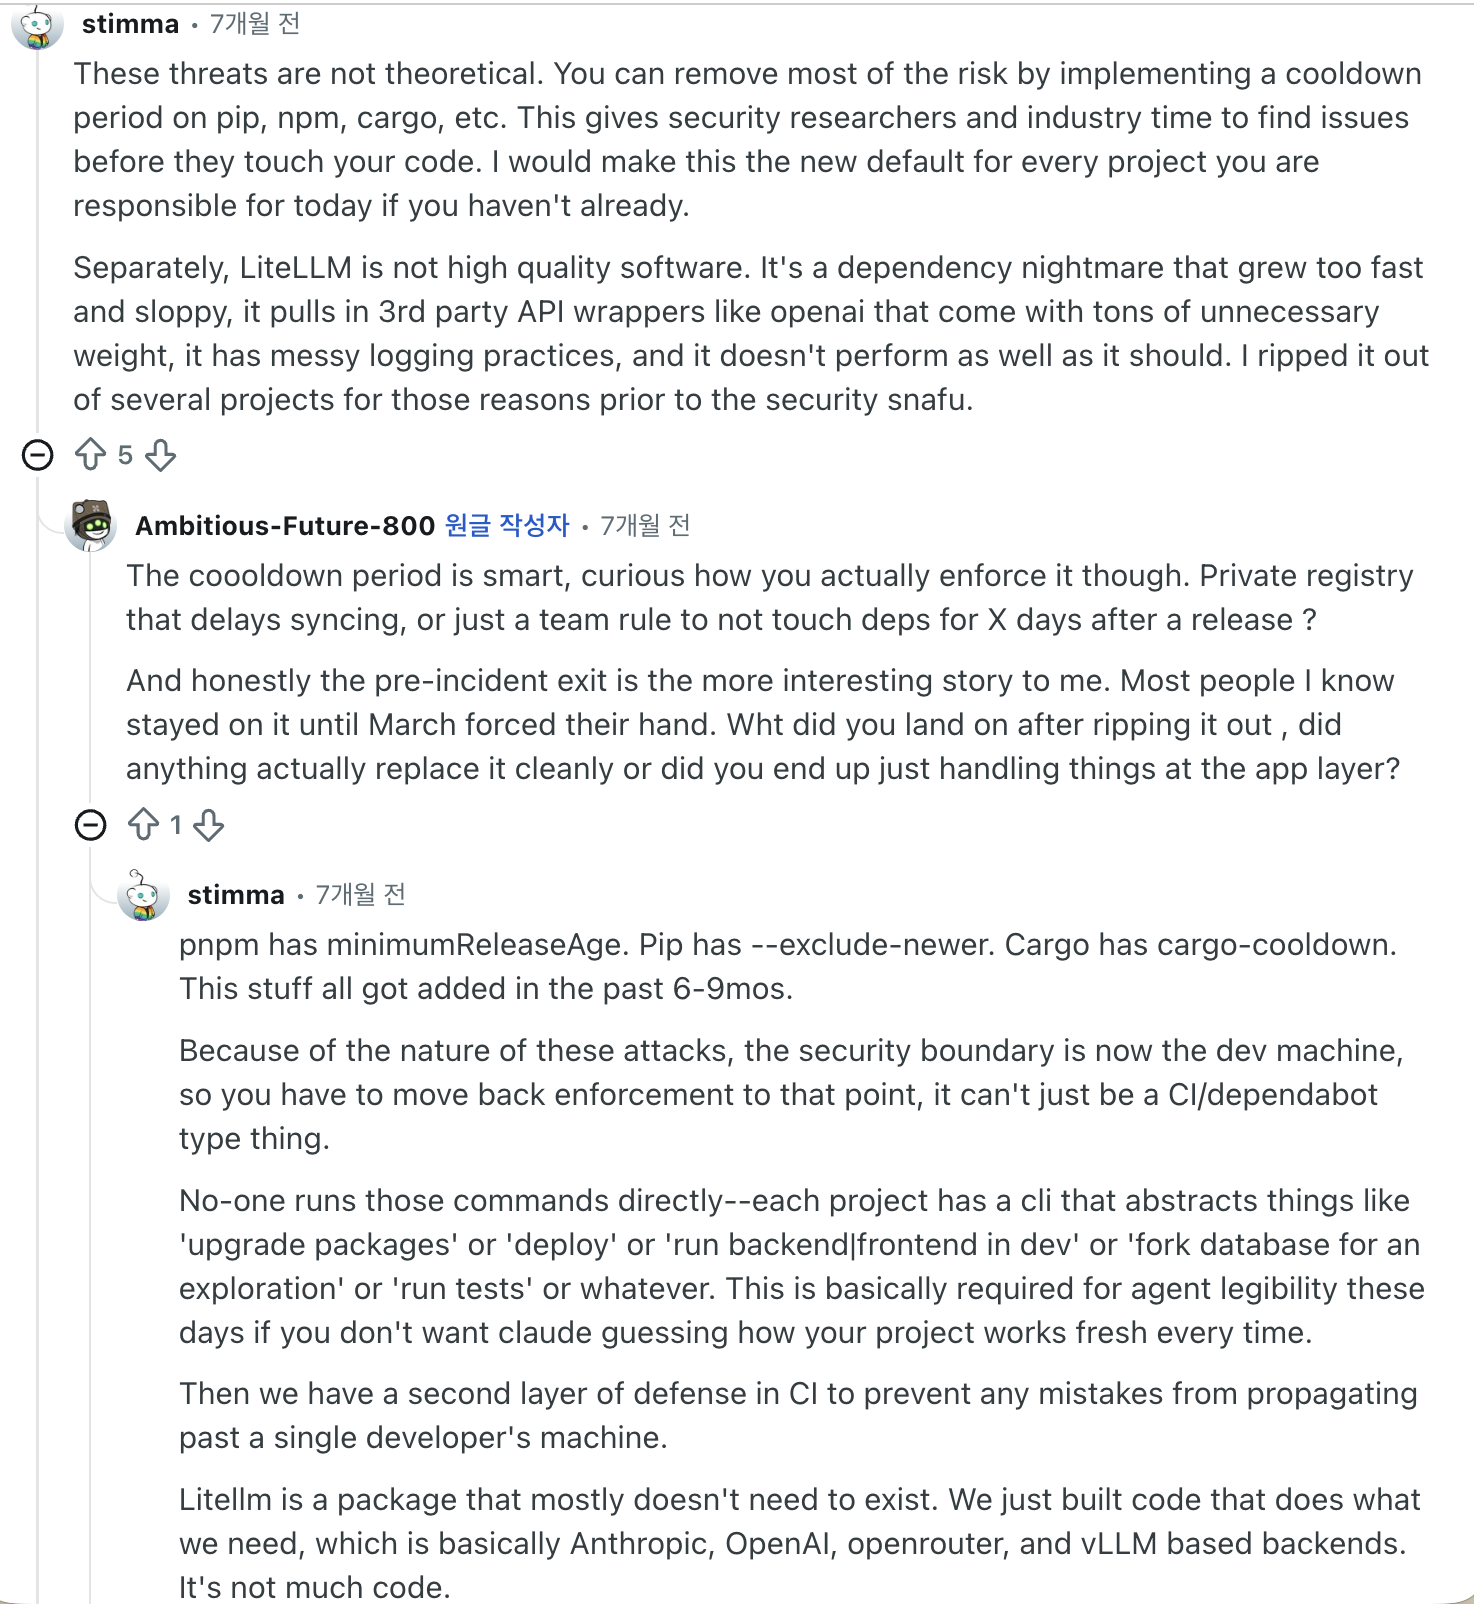 stimma • 7개월 전
These threats are not theoretical. You can remove most of the risk by implementing a cooldown
period on pip, npm, cargo, etc. This gives security researchers and industry time to find issues
before they touch your code. I would make this the new default for every project you are
responsible for today if you haven't already.
Separately, LiteLLM is not high quality software. It's a dependency nightmare that grew too fast
and sloppy, it pulls in 3rd party API wrappers like openai that come with tons of unnecessary
weight, it has messy logging practices, and it doesn't perform as well as it should. I ripped it out
of several projects for those reasons prior to the security snafu.
5
Ambitious-Future-800 원글 작성자 • 7개월 전
The coooldown period is smart, curious how you actually enforce it though. Private registry
that delays syncing, or just a team rule to not touch deps for X days after a release ?
And honestly the pre-incident exit is the more interesting story to me. Most people I know
stayed on it until March forced their hand. Wht did you land on after ripping it out , did
anything actually replace it cleanly or did you end up just handling things at the app layer?
1
stimma • 7개월 전
pnpm has minimumReleaseAge. Pip has --exclude-newer. Cargo has cargo-cooldown.
This stuff all got added in the past 6-9mos.
Because of the nature of these attacks, the security boundary is now the dev machine,
so you have to move back enforcement to that point, it can't just be a CI/dependabot
type thing.
No-one runs those commands directly--each project has a cli that abstracts things like
'upgrade packages' or 'deploy' or 'run backend|frontend in dev' or 'fork database for an
exploration' or 'run tests' or whatever. This is basically required for agent legibility these
days if you don't want claude guessing how your project works fresh every time.
Then we have a second layer of defense in CI to prevent any mistakes from propagating
past a single developer's machine.
Litellm is a package that mostly doesn't need to exist. We just built code that does what
we need, which is basically Anthropic, OpenAI, openrouter, and vLLM based backends.
It's not much code.